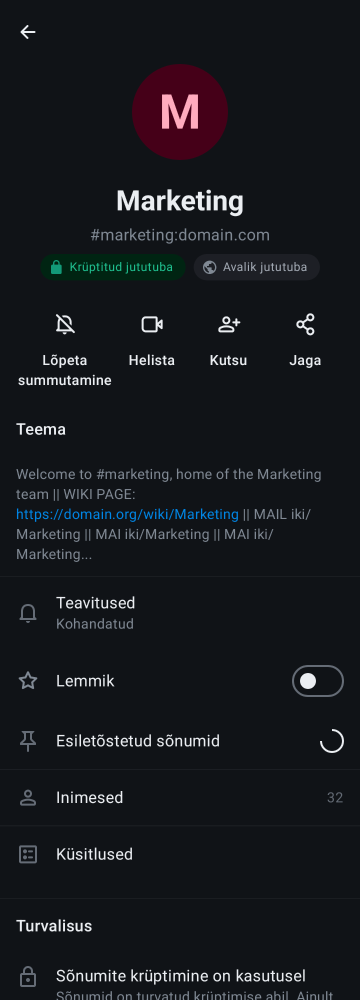 M
Marketing
#marketing:domain.com
Krüptitud jututuba
Avalik jututuba
Lõpeta
summutamine
Helista
Kutsu
Jaga
Teema
Welcome to #marketing, home of the Marketing
team || WIKI PAGE:
https://domain.org/wiki/Marketing || MAIL iki/
Marketing || MAI iki/Marketing || MAI iki/
Marketing...
Teavitused
Kohandatud
Lemmik
Esiletõstetud sõnumid
Inimesed
32
Küsitlused
Turvalisus
Sõnumite krüptimine on kasutusel
Sõnumid on turvatud krüptimise abil. Ainult